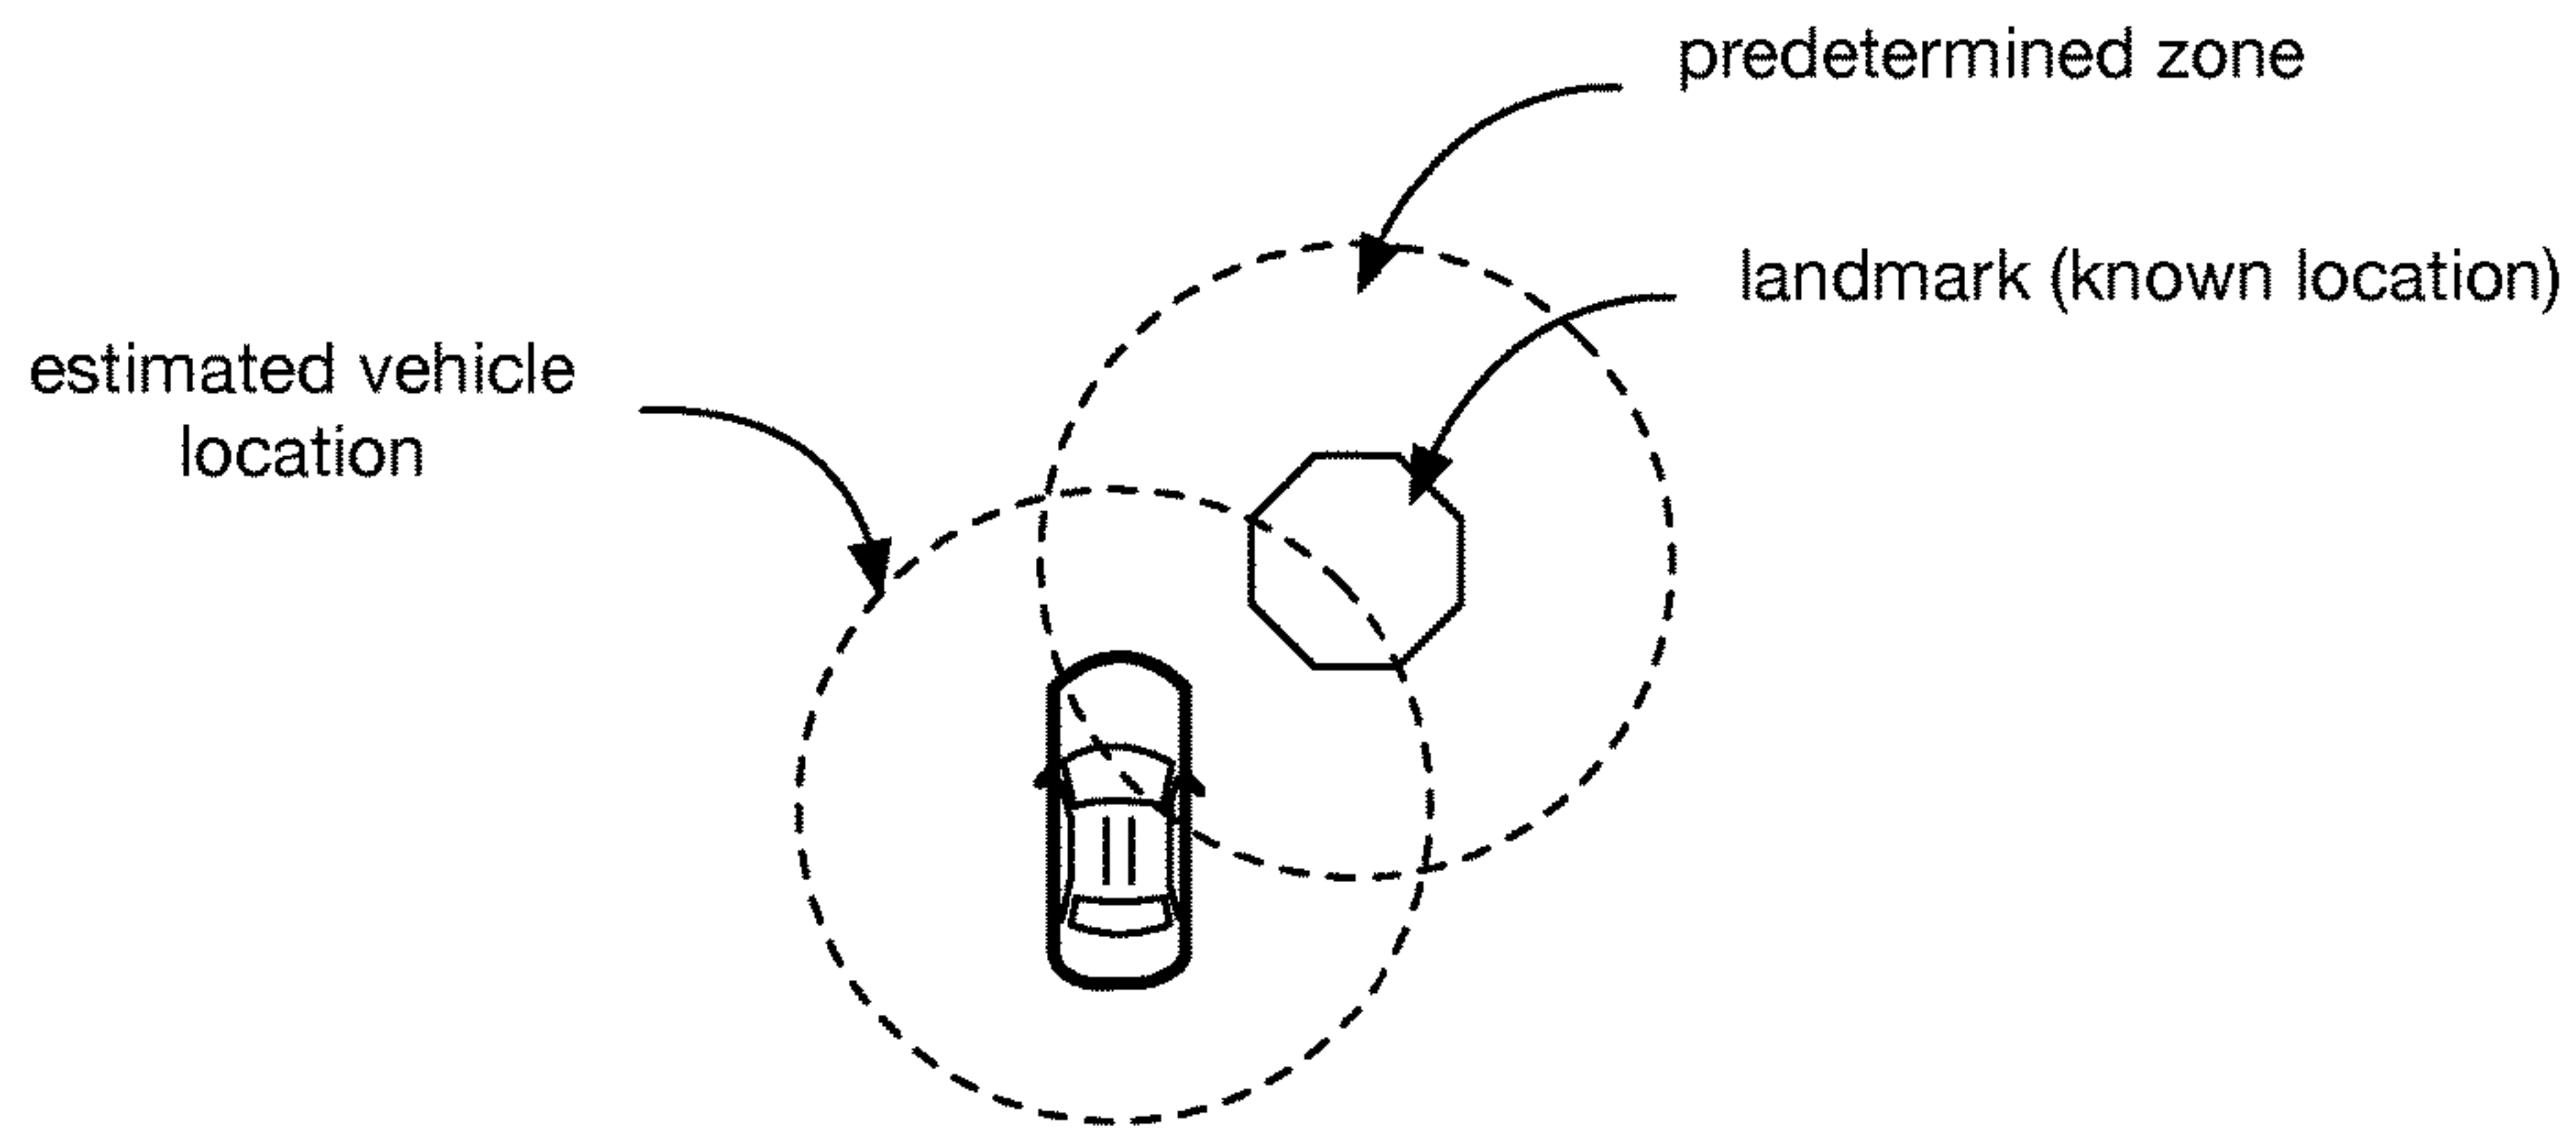 predetermined zone
landmark (known location)
estimated vehicle
location